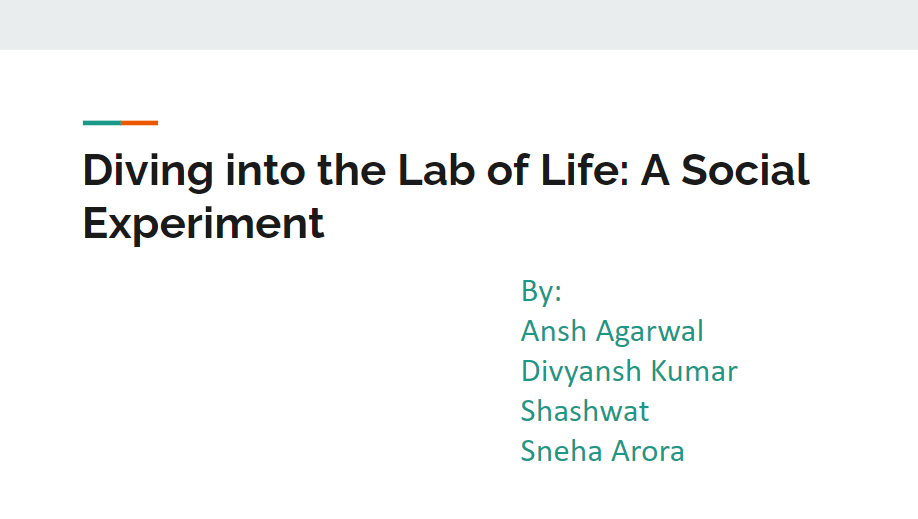 Diving into the Lab of Life: A Social
Experiment
By:
Ansh Agarwal
Divyansh Kumar
Shashwat
Sneha Arora